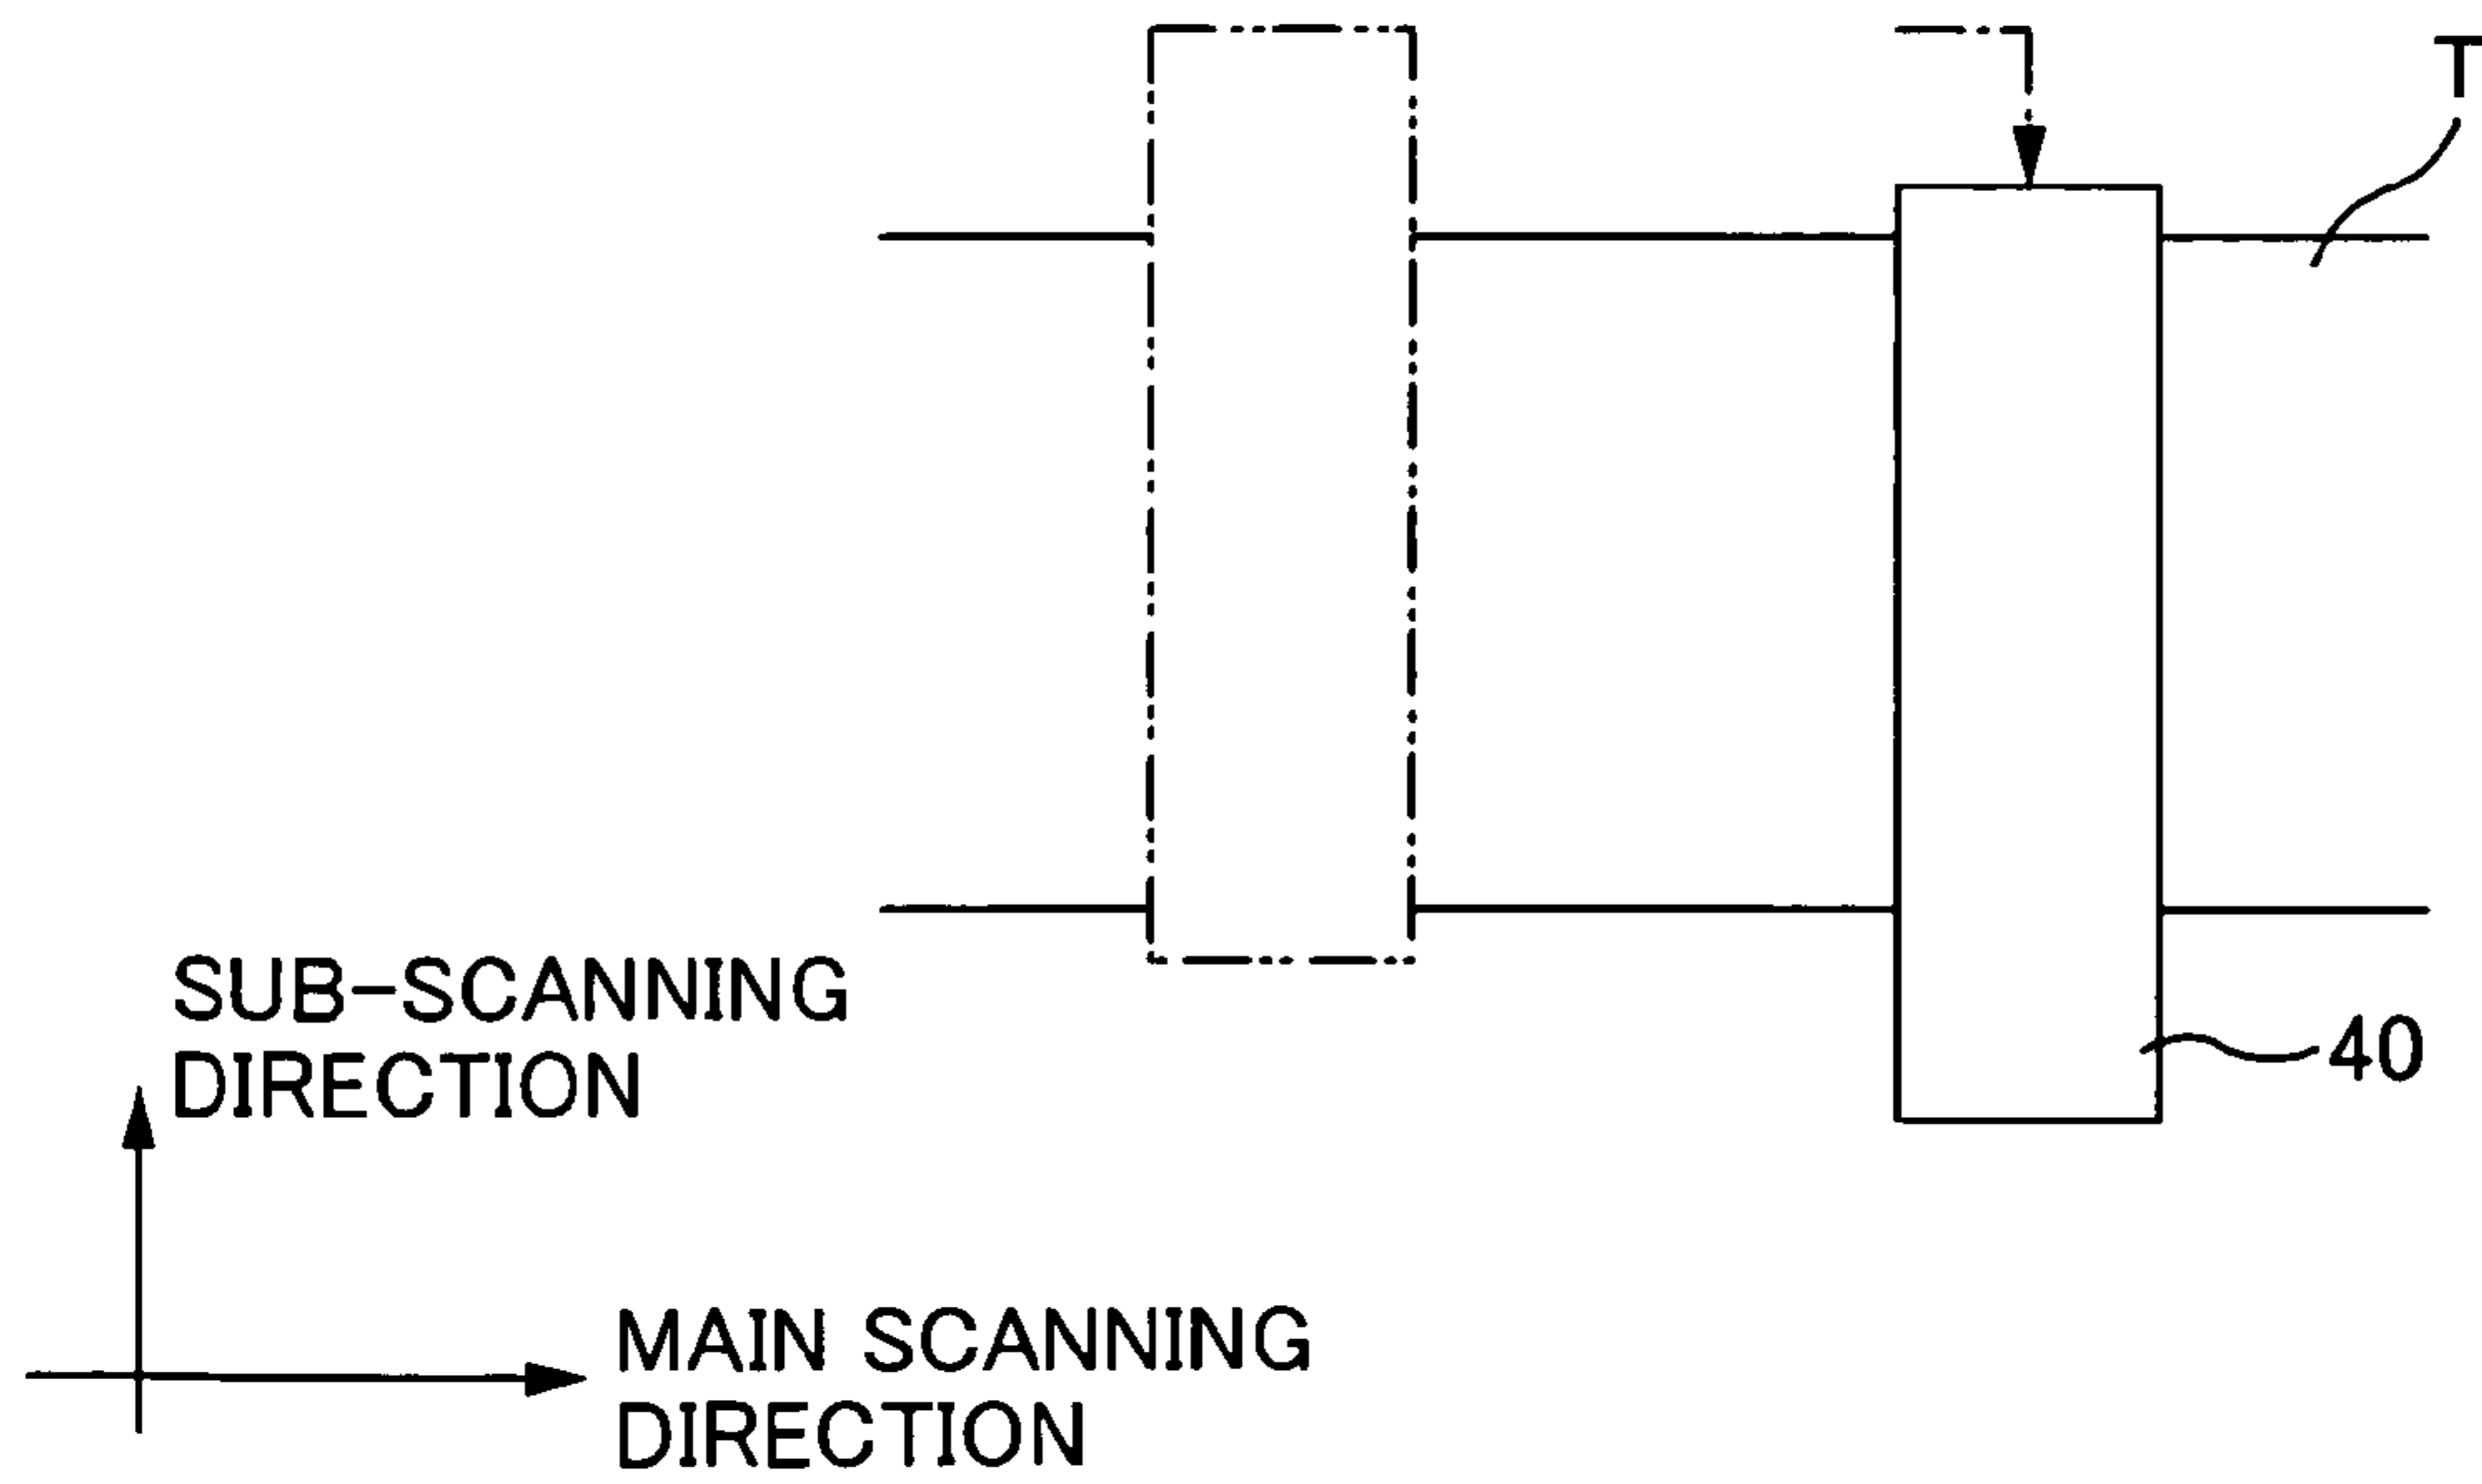 T
40
SUB-SCANNING
DIRECTION
MAIN SCANNING
DIRECTION